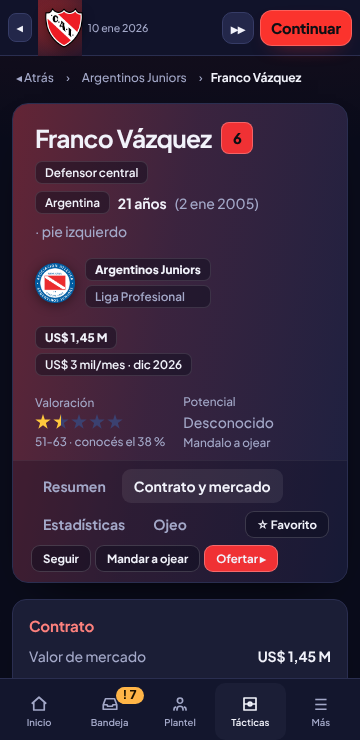 ◂
C.A.I.
10 ene 2026
▸▸
Continuar
◂ Atrás › Argentinos Juniors › Franco Vázquez
Franco Vázquez 6
Defensor central
Argentina 21 años (2 ene 2005)
· pie izquierdo
Argentinos Juniors
Liga Profesional
US$ 1,45 M
US$ 3 mil/mes · dic 2026
Valoración
51–63 · conocés el 38 %
Potencial
Desconocido
Mandalo a ojear
Resumen Contrato y mercado
Estadísticas Ojeo ☆ Favorito
Seguir Mandar a ojear Ofertar ▸
Contrato
Valor de mercado US$ 1,45 M
! 7
Inicio Bandeja Plantel Tácticas Más